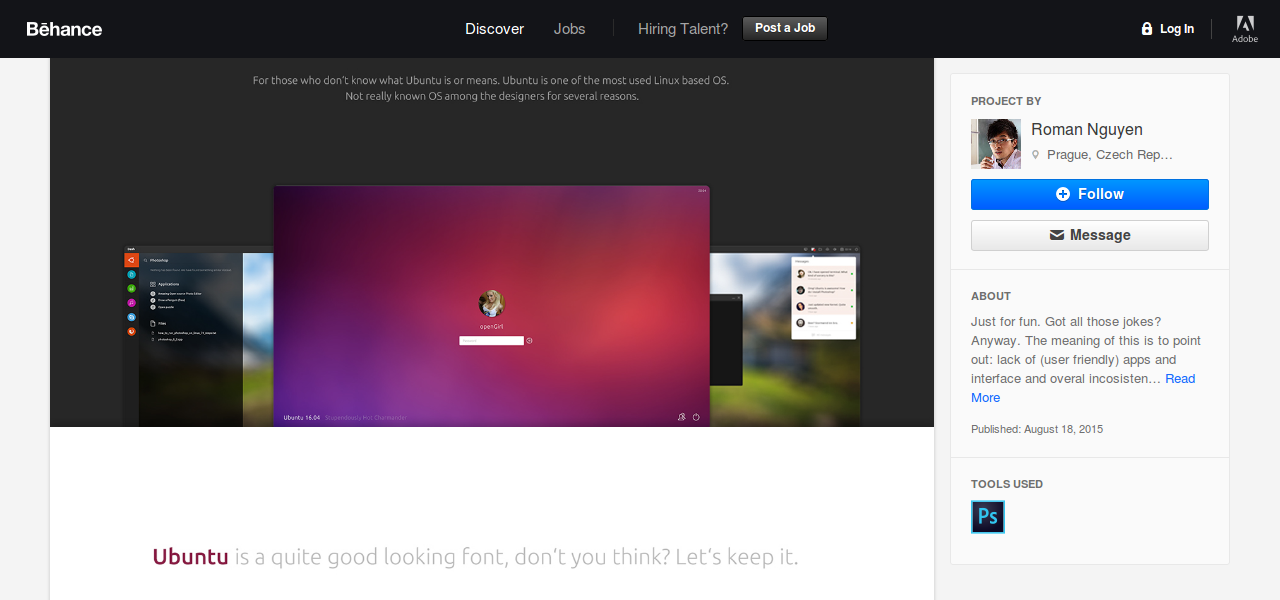 Bēhance
Discover
Jobs
Hiring Talent?
Post a Job
Log In
Adobe
For those who don't know what Ubuntu is or means. Ubuntu is one of the most used Linux based OS.
Not really known OS among the designers for several reasons.
Photoshop
Applications
Files
openGirl
Ubuntu 16.04
PROJECT BY
Roman Nguyen
Prague, Czech Rep…
Follow
Message
ABOUT
Just for fun. Got all those jokes?
Anyway. The meaning of this is to point
out: lack of (user friendly) apps and
interface and overal incosisten… Read
More
Published: August 18, 2015
TOOLS USED
Ps
Ubuntu is a quite good looking font, don't you think? Let's keep it.